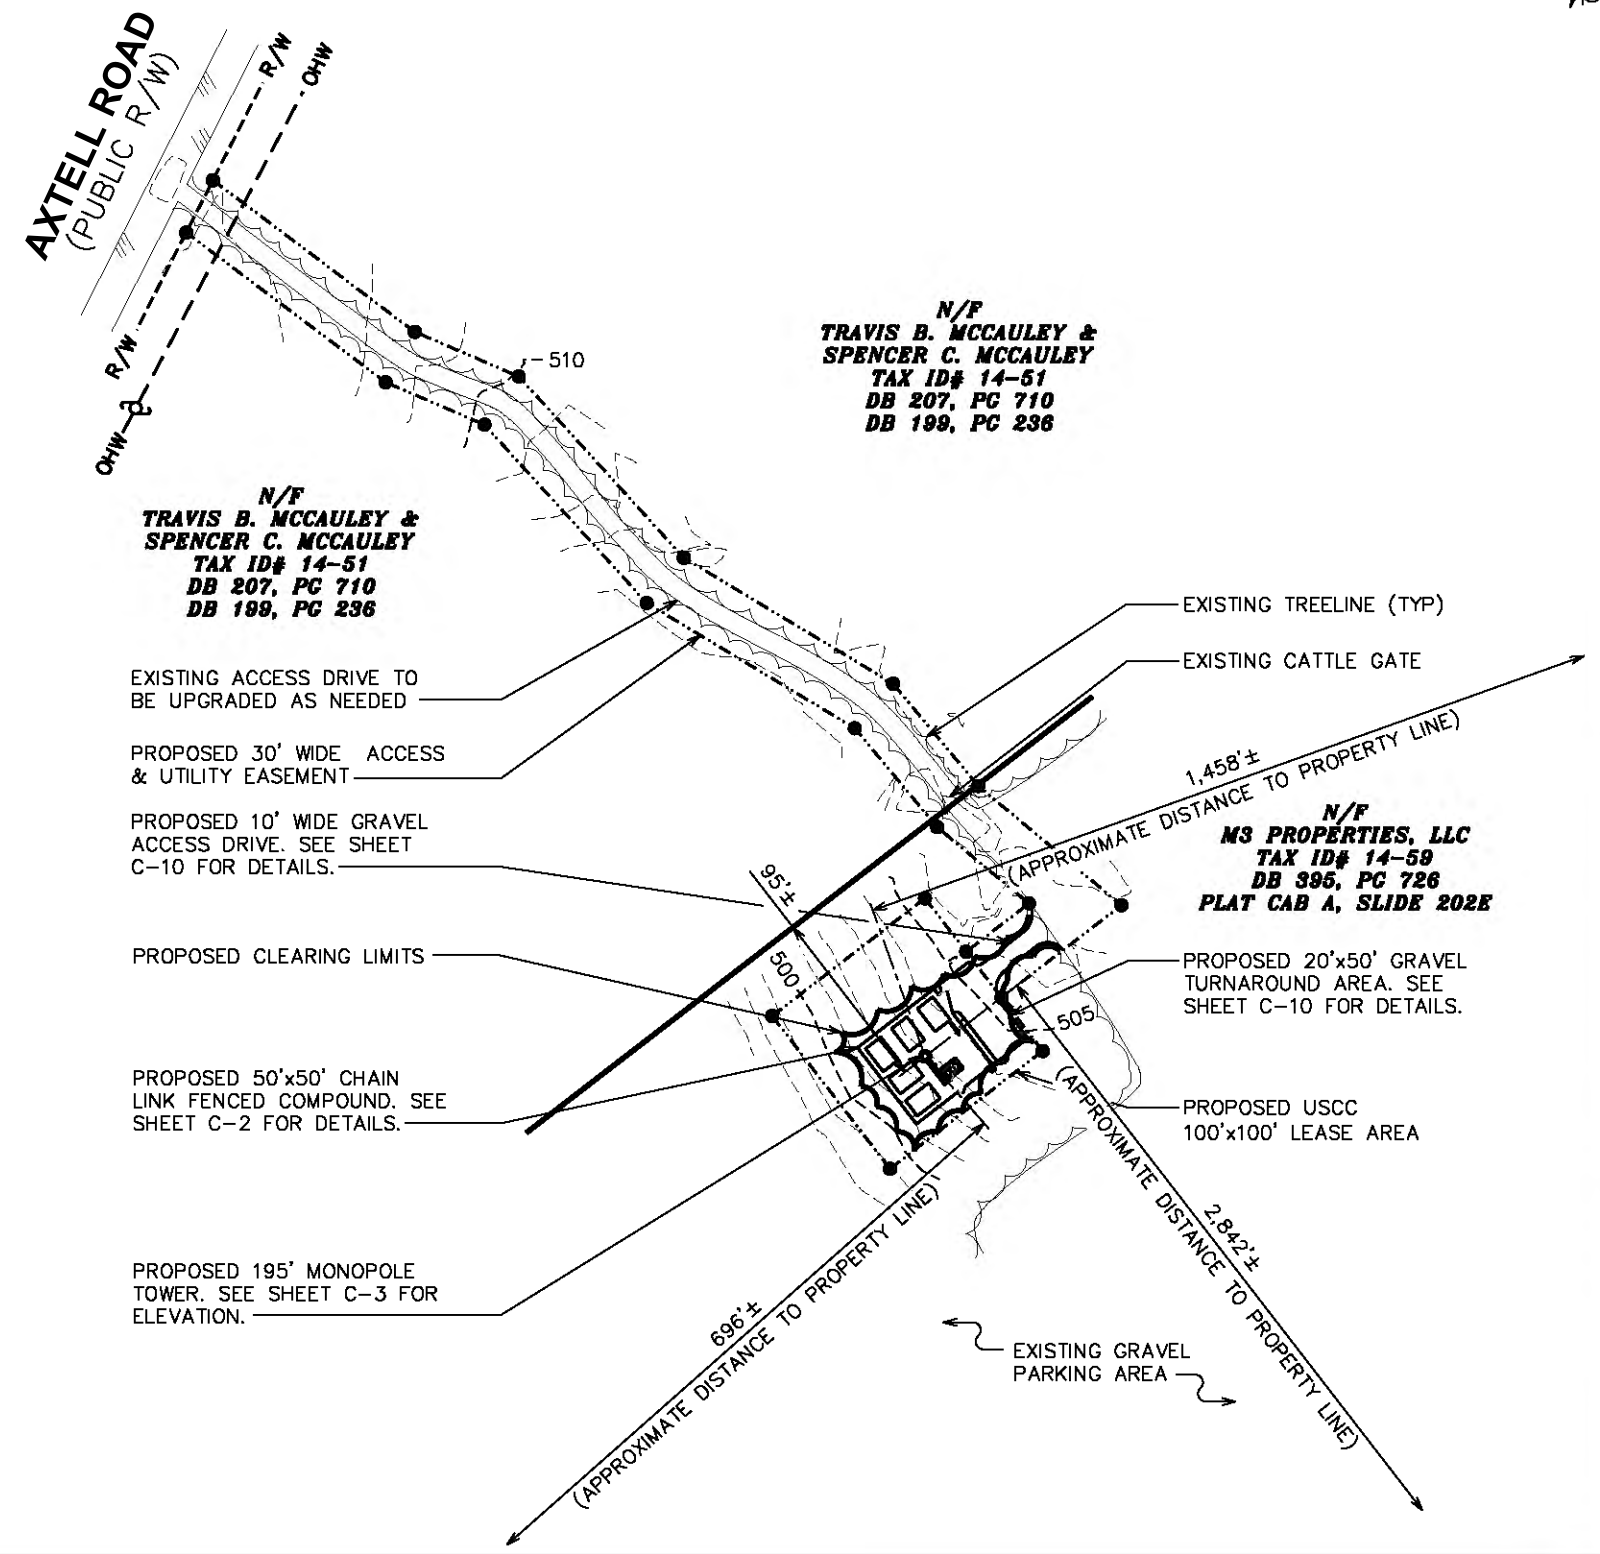 AXTELL ROAD
(PUBLIC R/W)
R/W
OHW
R/W
OHW
510
N/F
TRAVIS B. MCCAULEY &
SPENCER C. MCCAULEY
TAX ID# 14-51
DB 207, PG 710
DB 199, PG 236
N/F
TRAVIS B. MCCAULEY &
SPENCER C. MCCAULEY
TAX ID# 14-51
DB 207, PG 710
DB 199, PG 236
EXISTING TREELINE (TYP)
EXISTING CATTLE GATE
EXISTING ACCESS DRIVE TO
BE UPGRADED AS NEEDED
PROPOSED 30' WIDE ACCESS
& UTILITY EASEMENT
PROPOSED 10' WIDE GRAVEL
ACCESS DRIVE. SEE SHEET
C-10 FOR DETAILS.
1,458'±
(APPROXIMATE DISTANCE TO PROPERTY LINE)
N/F
M3 PROPERTIES, LLC
TAX ID# 14-59
DB 395, PG 726
PLAT CAB A, SLIDE 202E
95'±
500
PROPOSED CLEARING LIMITS
PROPOSED 20'x50' GRAVEL
TURNAROUND AREA. SEE
SHEET C-10 FOR DETAILS.
505
PROPOSED 50'x50' CHAIN
LINK FENCED COMPOUND. SEE
SHEET C-2 FOR DETAILS.
PROPOSED USCC
100'x100' LEASE AREA
2,842'±
(APPROXIMATE DISTANCE TO PROPERTY LINE)
PROPOSED 195' MONOPOLE
TOWER. SEE SHEET C-3 FOR
ELEVATION.
696'±
(APPROXIMATE DISTANCE TO PROPERTY LINE)
EXISTING GRAVEL
PARKING AREA